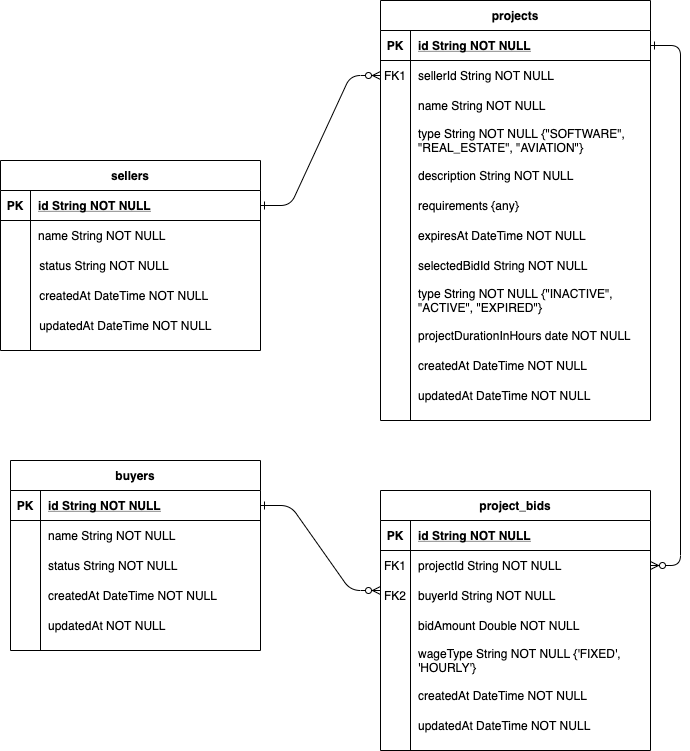 projects
PK id String NOT NULL
FK1 sellerId String NOT NULL
name String NOT NULL
type String NOT NULL {"SOFTWARE",
"REAL_ESTATE", "AVIATION"}
description String NOT NULL
requirements {any}
expiresAt DateTime NOT NULL
selectedBidId String NOT NULL
type String NOT NULL {"INACTIVE",
"ACTIVE", "EXPIRED"}
projectDurationInHours date NOT NULL
createdAt DateTime NOT NULL
updatedAt DateTime NOT NULL
sellers
PK id String NOT NULL
name String NOT NULL
status String NOT NULL
createdAt DateTime NOT NULL
updatedAt DateTime NOT NULL
buyers
PK id String NOT NULL
name String NOT NULL
status String NOT NULL
createdAt DateTime NOT NULL
updatedAt NOT NULL
project_bids
PK id String NOT NULL
FK1 projectId String NOT NULL
FK2 buyerId String NOT NULL
bidAmount Double NOT NULL
wageType String NOT NULL {'FIXED',
'HOURLY'}
createdAt DateTime NOT NULL
updatedAt DateTime NOT NULL